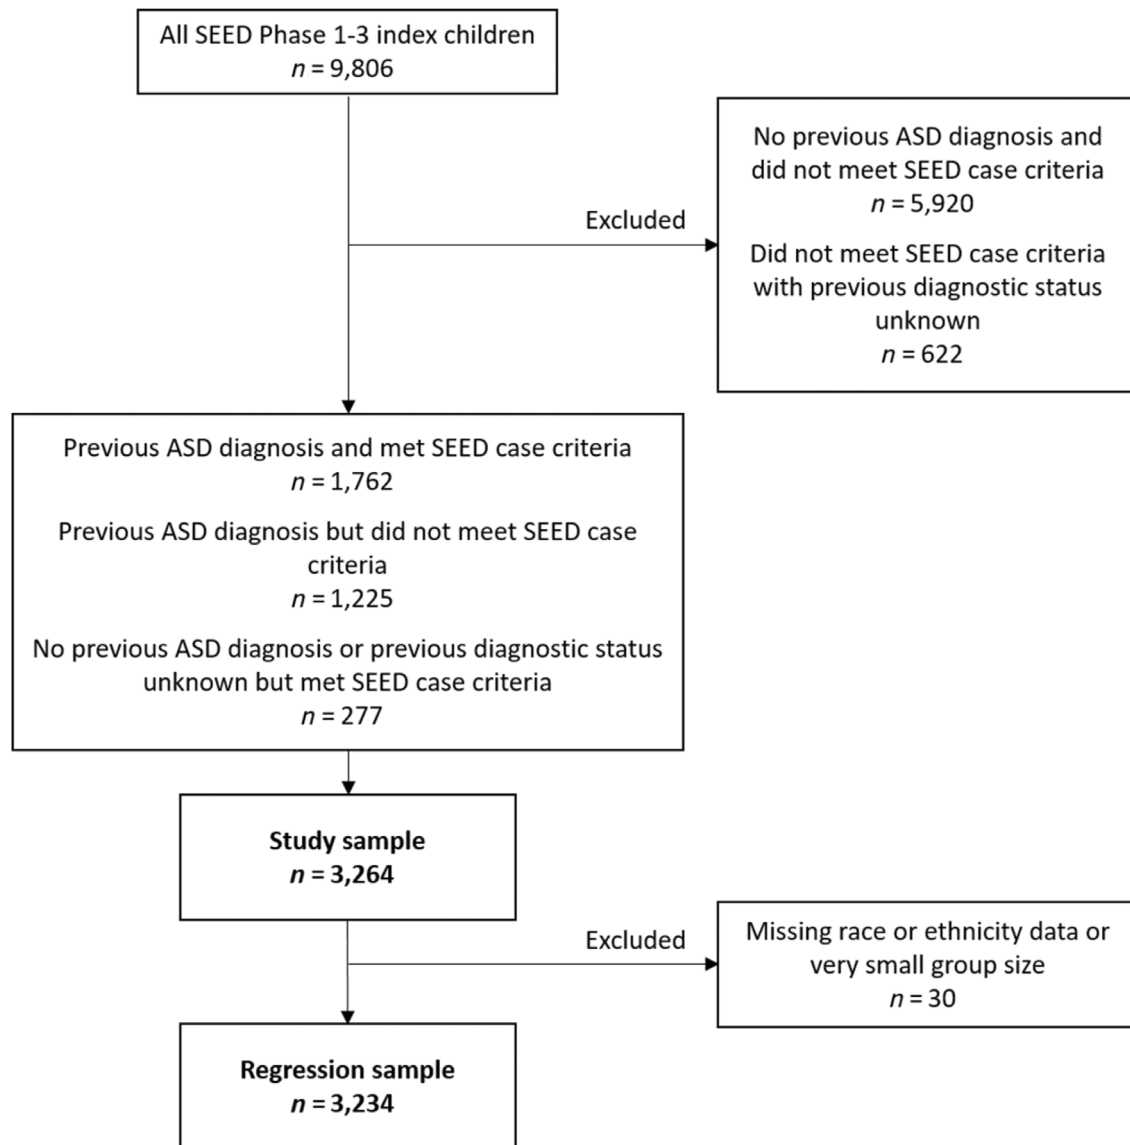 All SEED Phase 1-3 index children
n = 9,806
No previous ASD diagnosis and
did not meet SEED case criteria
n = 5,920
Excluded
Did not meet SEED case criteria
with previous diagnostic status
unknown
n = 622
Previous ASD diagnosis and met SEED case criteria
n = 1,762
Previous ASD diagnosis but did not meet SEED case
criteria
n = 1,225
No previous ASD diagnosis or previous diagnostic status
unknown but met SEED case criteria
n = 277
Study sample
n = 3,264
Excluded
Missing race or ethnicity data or
very small group size
n = 30
Regression sample
n = 3,234